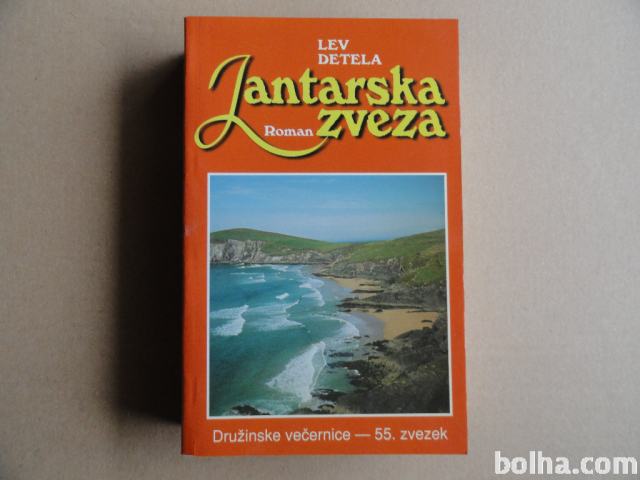 LEV
DETELA
Jantarska
Roman zveza
Družinske večernice — 55. zvezek
bolha.com